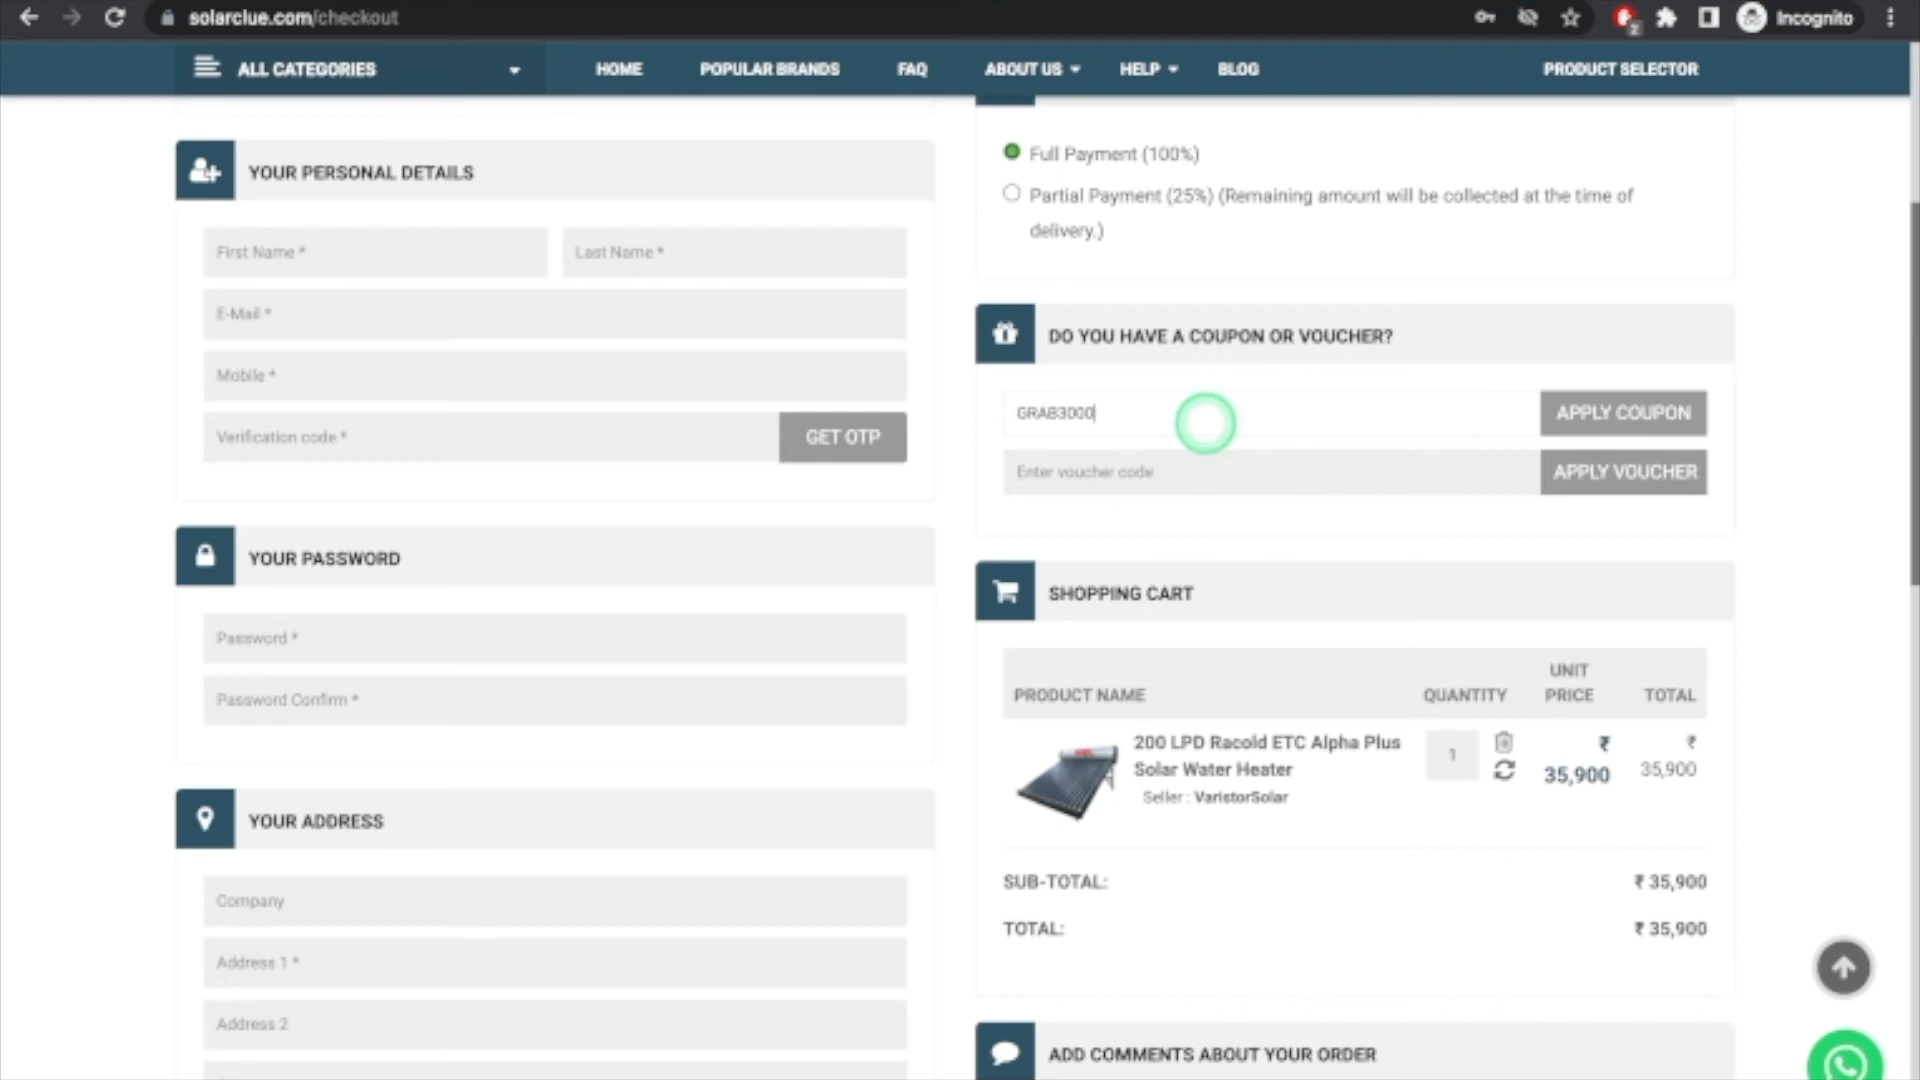 solarclue.com/checkout
2
Incognito
ALL CATEGORIES
HOME
POPULAR BRANDS
FAQ
ABOUT US
HELP
BLOG
PRODUCT SELECTOR
YOUR PERSONAL DETAILS
First Name *
Last Name *
E-Mail *
Mobile *
Verification code *
GET OTP
YOUR PASSWORD
Password *
Password Confirm *
YOUR ADDRESS
Company
Address 1 *
Address 2
Full Payment (100%)
Partial Payment (25%) (Remaining amount will be collected at the time of
delivery.)
DO YOU HAVE A COUPON OR VOUCHER?
GRAB3000
APPLY COUPON
Enter voucher code
APPLY VOUCHER
SHOPPING CART
PRODUCT NAME
QUANTITY
UNIT
PRICE
TOTAL
200 LPD Racold ETC Alpha Plus
Solar Water Heater
Seller : VaristorSolar
1
₹
35,900
₹
35,900
SUB-TOTAL:
₹ 35,900
TOTAL:
₹ 35,900
ADD COMMENTS ABOUT YOUR ORDER